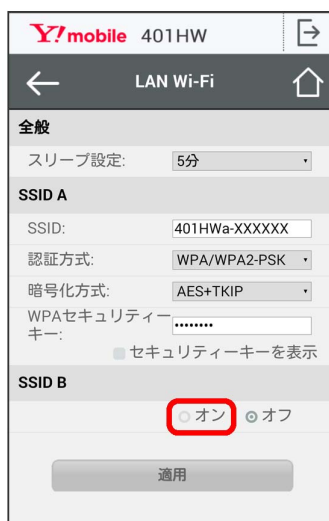 Y!mobile 401HW
LAN Wi-Fi
全般
スリープ設定: 5分
SSID A
SSID: 401HWa-XXXXXX
認証方式: WPA/WPA2-PSK
暗号化方式: AES+TKIP
WPAセキュリティー
キー: ••••••••
セキュリティーキーを表示
SSID B
オン オフ
適用